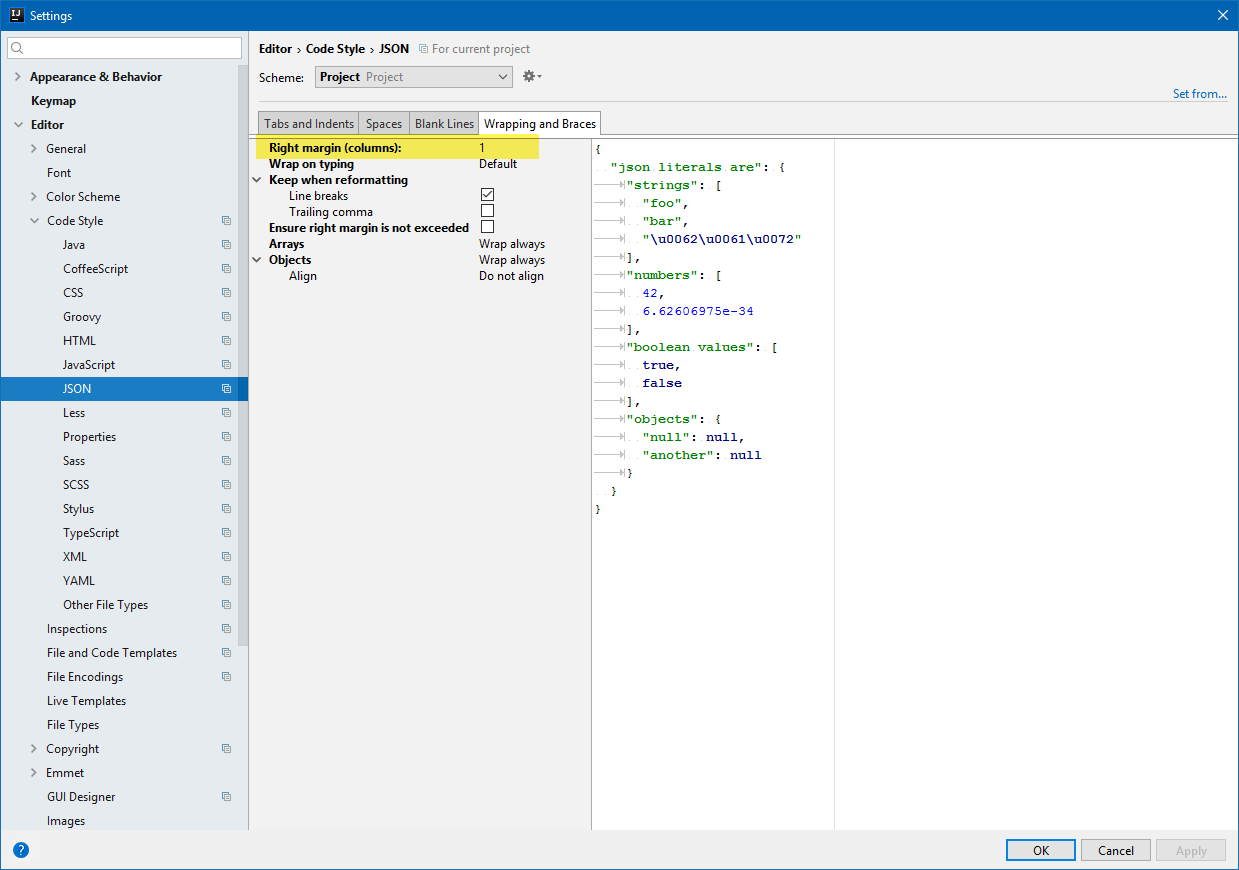 IJ Settings
Editor › Code Style › JSON For current project
Scheme: Project Project
Set from...
Appearance & Behavior
Keymap
Editor
General
Font
Color Scheme
Code Style
Java
CoffeeScript
CSS
Groovy
HTML
JavaScript
JSON
Less
Properties
Sass
SCSS
Stylus
TypeScript
XML
YAML
Other File Types
Inspections
File and Code Templates
File Encodings
Live Templates
File Types
Copyright
Emmet
GUI Designer
Images
Tabs and Indents Spaces Blank Lines Wrapping and Braces
Right margin (columns): 1
Wrap on typing Default
Keep when reformatting
Line breaks
Trailing comma
Ensure right margin is not exceeded
Arrays Wrap always
Objects Wrap always
Align Do not align
{
"json literals are": {
"strings": [
"foo",
"bar",
"\u0062\u0061\u0072"
],
"numbers": [
42,
6.62606975e-34
],
"boolean values": [
true,
false
],
"objects": {
"null": null,
"another": null
}
}
}
? OK Cancel Apply